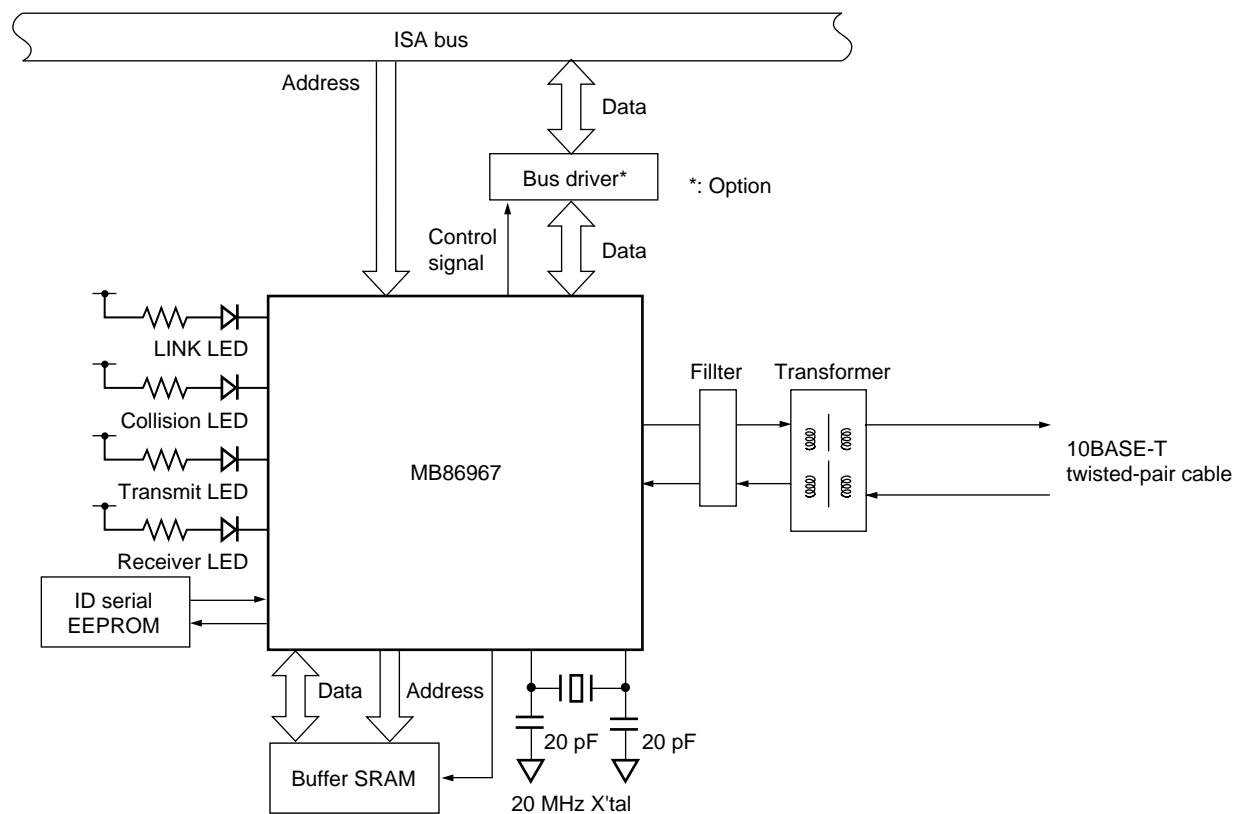 ISA bus
Address
Data
Bus driver*
*: Option
Control
signal
Data
LINK LED
Collision LED
Transmit LED
Receiver LED
MB86967
Fillter
Transformer
10BASE-T
twisted-pair cable
ID serial
EEPROM
Data
Address
20 pF
20 pF
Buffer SRAM
20 MHz X'tal